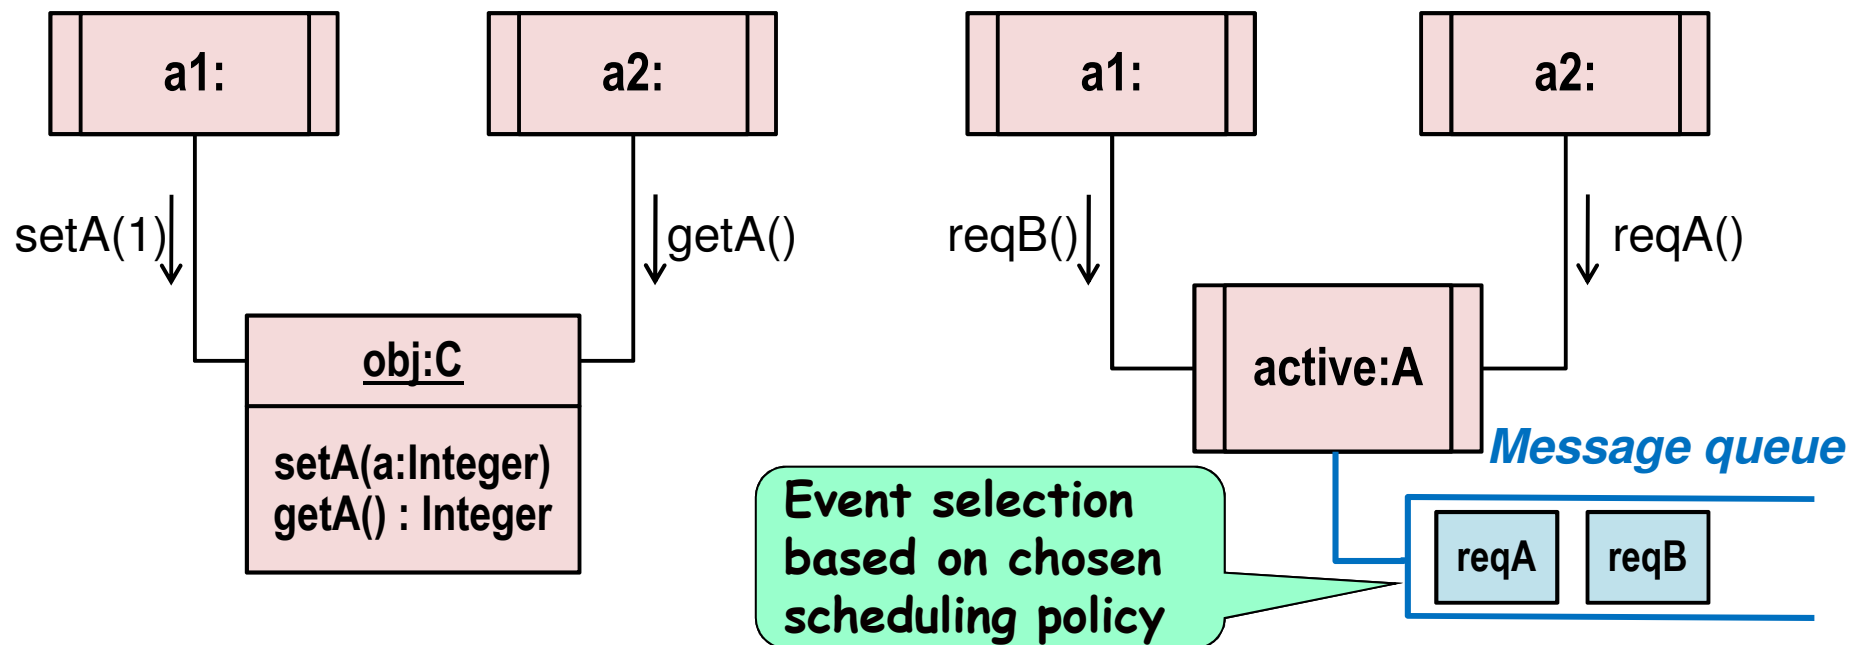 a1:
a2:
setA(1)
getA()
obj:C
setA(a:Integer)
getA() : Integer
a1:
a2:
reqB()
reqA()
active:A
Message queue
reqA
reqB
Event selection
based on chosen
scheduling policy